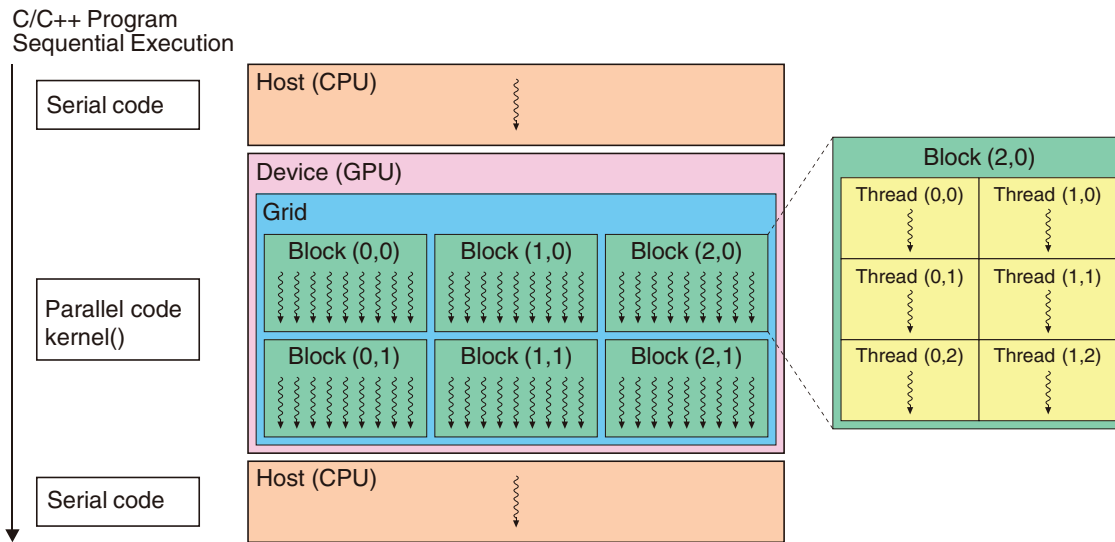 C/C++ Program
Sequential Execution
Serial code
Host (CPU)
Device (GPU)
Grid
Block (0,0)
Block (1,0)
Block (2,0)
Parallel code
kernel()
Block (0,1)
Block (1,1)
Block (2,1)
Block (2,0)
Thread (0,0)
Thread (1,0)
Thread (0,1)
Thread (1,1)
Thread (0,2)
Thread (1,2)
Serial code
Host (CPU)